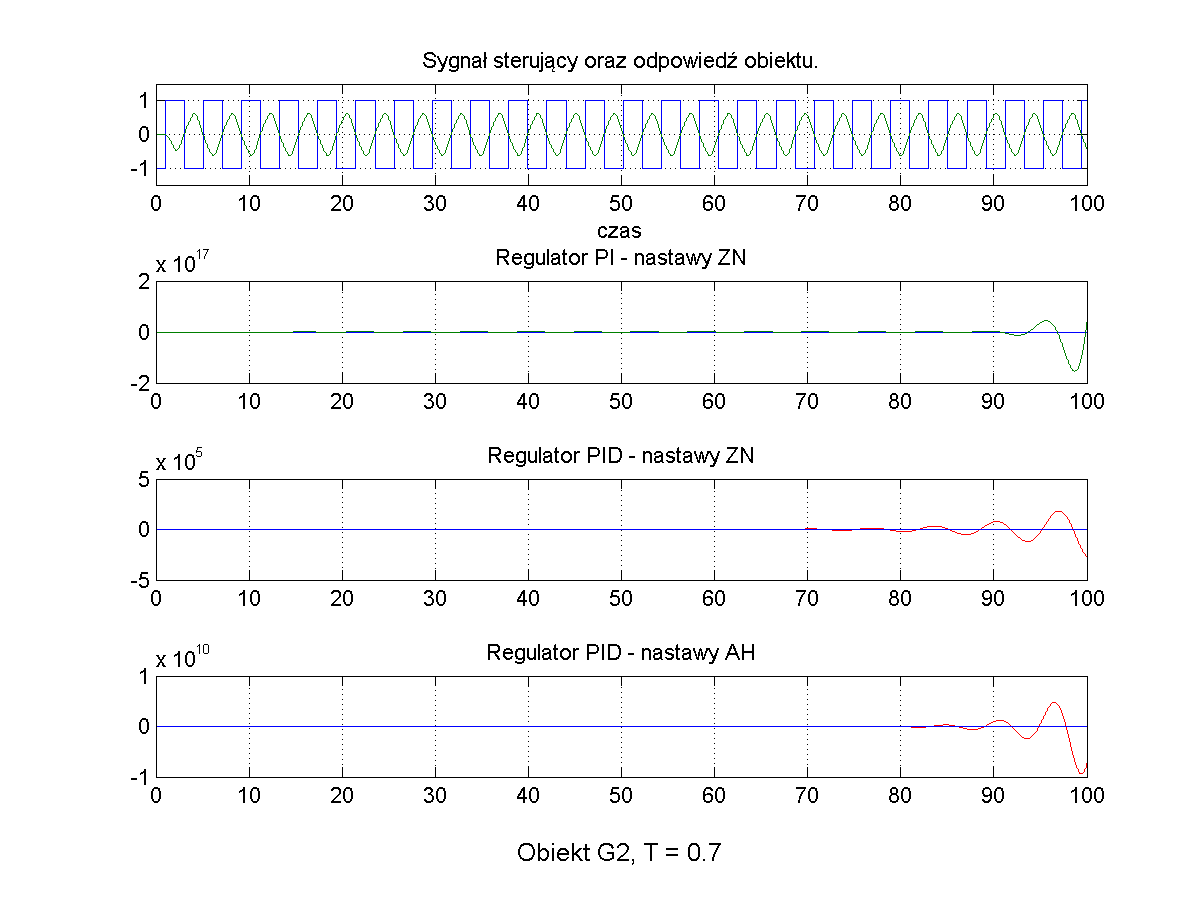 Sygnał sterujący oraz odpowiedź obiektu.
1
0
-1
0 10 20 30 40 50 60 70 80 90 100
czas
Regulator PI - nastawy ZN
x 10^17
2
0
-2
0 10 20 30 40 50 60 70 80 90 100
Regulator PID - nastawy ZN
x 10^5
5
0
-5
0 10 20 30 40 50 60 70 80 90 100
Regulator PID - nastawy AH
x 10^10
1
0
-1
0 10 20 30 40 50 60 70 80 90 100
Obiekt G2, T = 0.7